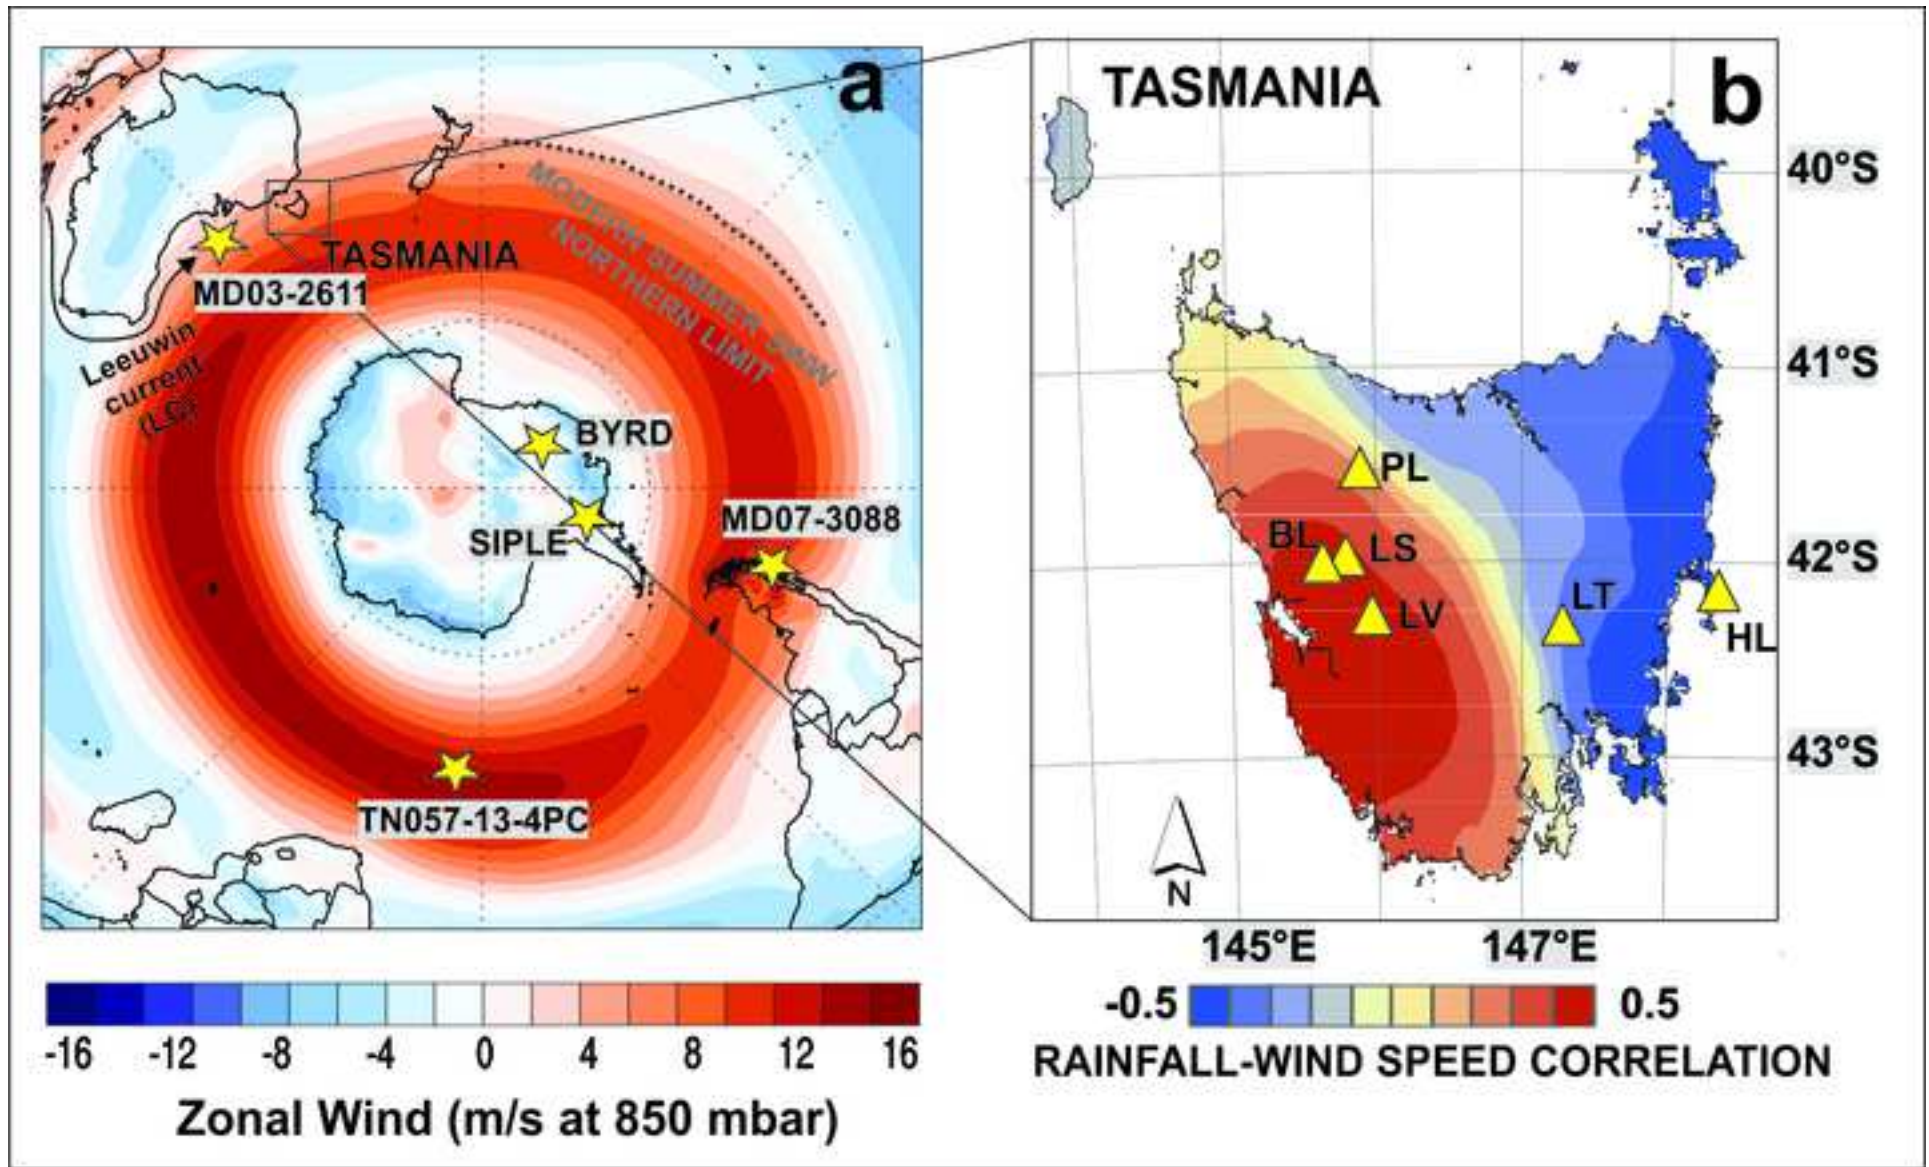 a
TASMANIA
MD03-2611
Leeuwin
current
(LC)
MODERN SUMMER SWW
NORTHERN LIMIT
BYRD
SIPLE
MD07-3088
TN057-13-4PC
-16 -12 -8 -4 0 4 8 12 16
Zonal Wind (m/s at 850 mbar)
TASMANIA
b
40°S
41°S
PL
BL
LS
42°S
LV
LT
HL
43°S
N
145°E 147°E
-0.5 0.5
RAINFALL-WIND SPEED CORRELATION